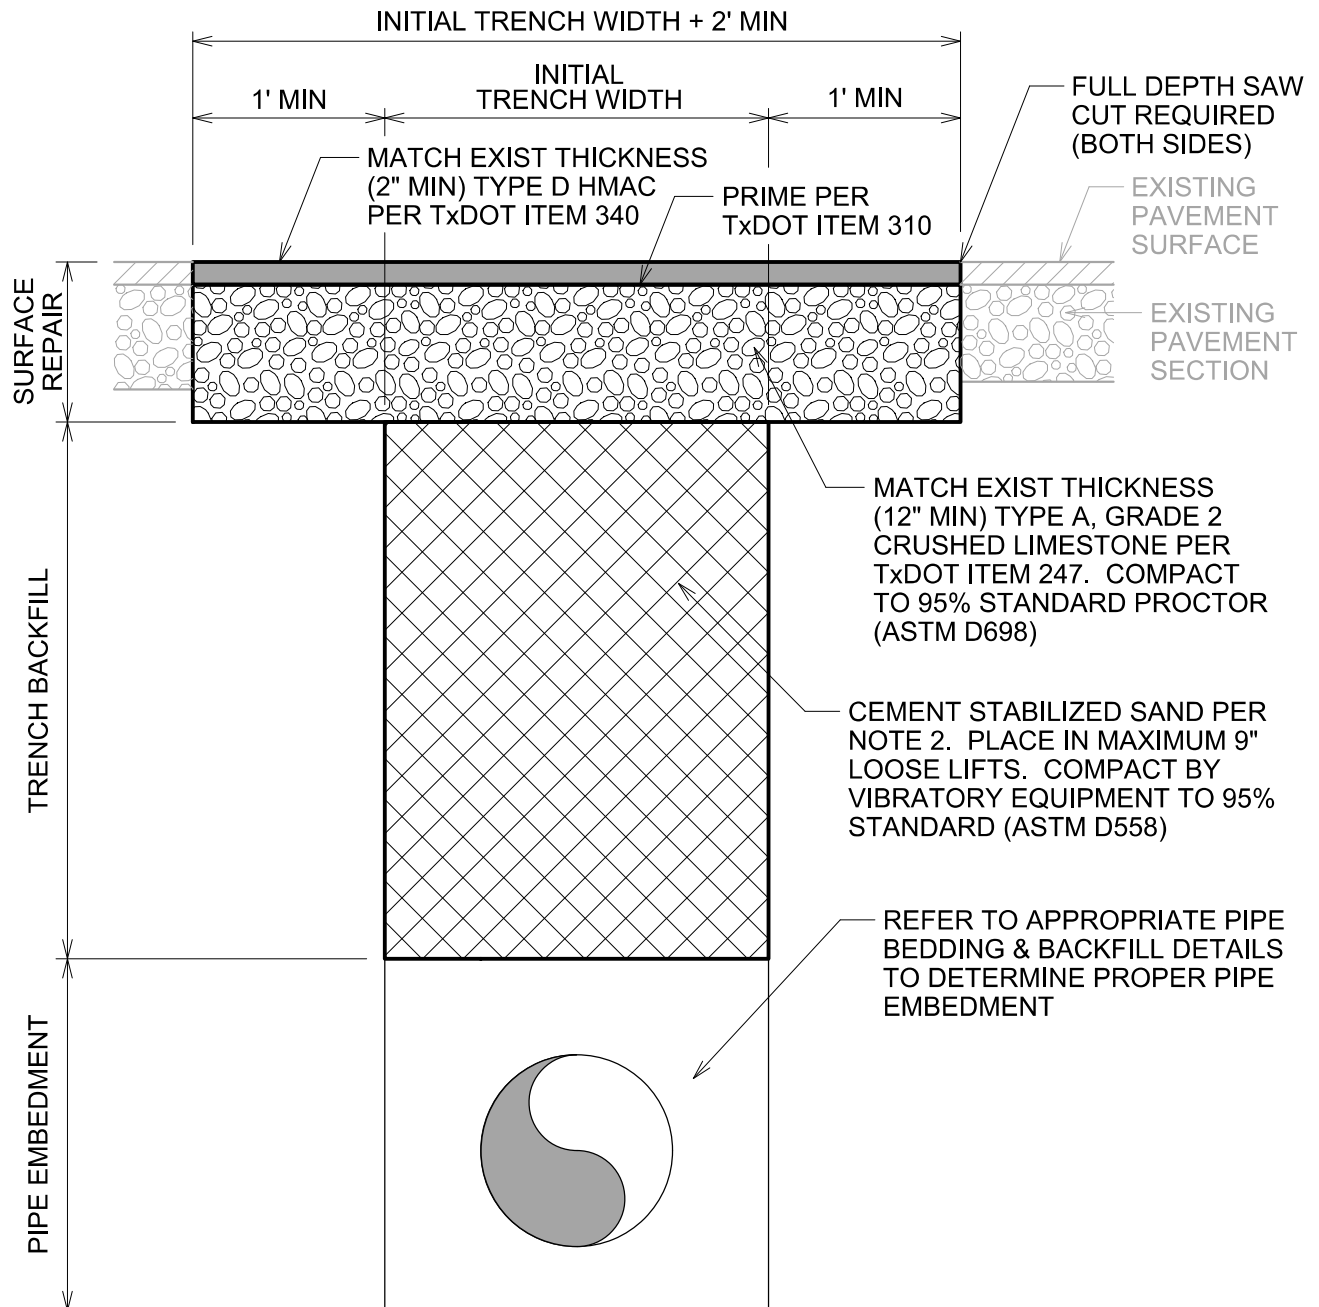 INITIAL TRENCH WIDTH + 2' MIN
1' MIN
INITIAL
TRENCH WIDTH
1' MIN
FULL DEPTH SAW
CUT REQUIRED
(BOTH SIDES)
MATCH EXIST THICKNESS
(2" MIN) TYPE D HMAC
PER TxDOT ITEM 340
PRIME PER
TxDOT ITEM 310
EXISTING
PAVEMENT
SURFACE
EXISTING
PAVEMENT
SECTION
SURFACE
REPAIR
MATCH EXIST THICKNESS
(12" MIN) TYPE A, GRADE 2
CRUSHED LIMESTONE PER
TxDOT ITEM 247. COMPACT
TO 95% STANDARD PROCTOR
(ASTM D698)
TRENCH BACKFILL
CEMENT STABILIZED SAND PER
NOTE 2. PLACE IN MAXIMUM 9"
LOOSE LIFTS. COMPACT BY
VIBRATORY EQUIPMENT TO 95%
STANDARD (ASTM D558)
REFER TO APPROPRIATE PIPE
BEDDING & BACKFILL DETAILS
TO DETERMINE PROPER PIPE
EMBEDMENT
PIPE EMBEDMENT